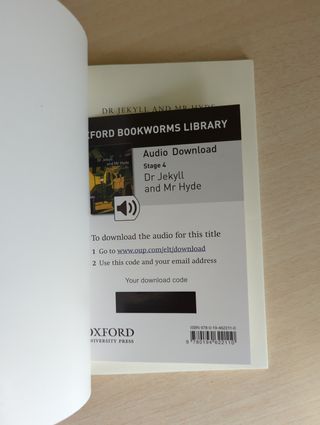 DR JEKYLL AND MR HYDE
OXFORD BOOKWORMS LIBRARY
Audio Download
Stage 4
Dr Jekyll
and Mr Hyde
To download the audio for this title
1 Go to www.oup.com/elt/download
2 Use this code and your email address
Your download code
OXFORD
UNIVERSITY PRESS